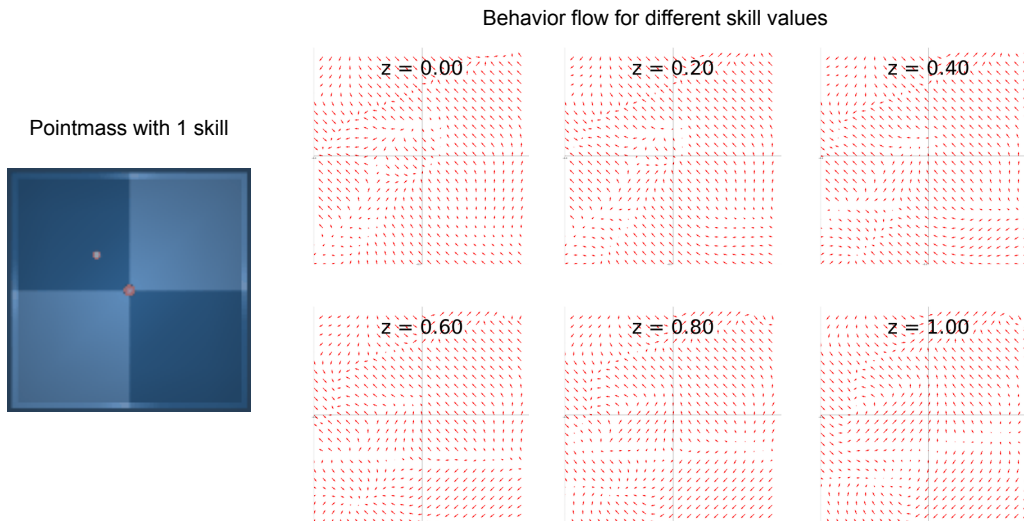 Behavior flow for different skill values
Pointmass with 1 skill
z = 0.00
z = 0.20
z = 0.40
z = 0.60
z = 0.80
z = 1.00